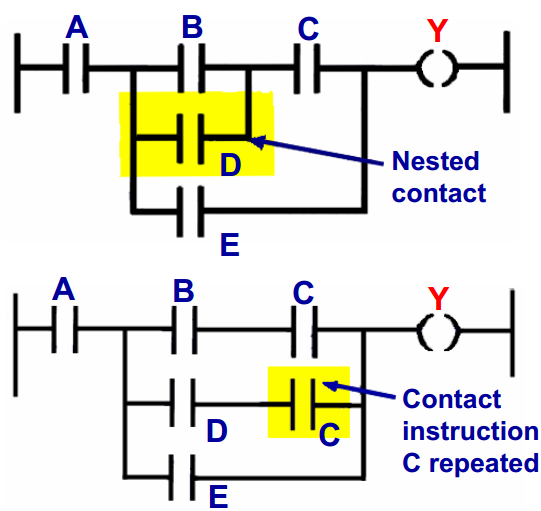 A B C Y
D
Nested
contact
E
A B C Y
D C
Contact
instruction
C repeated
E